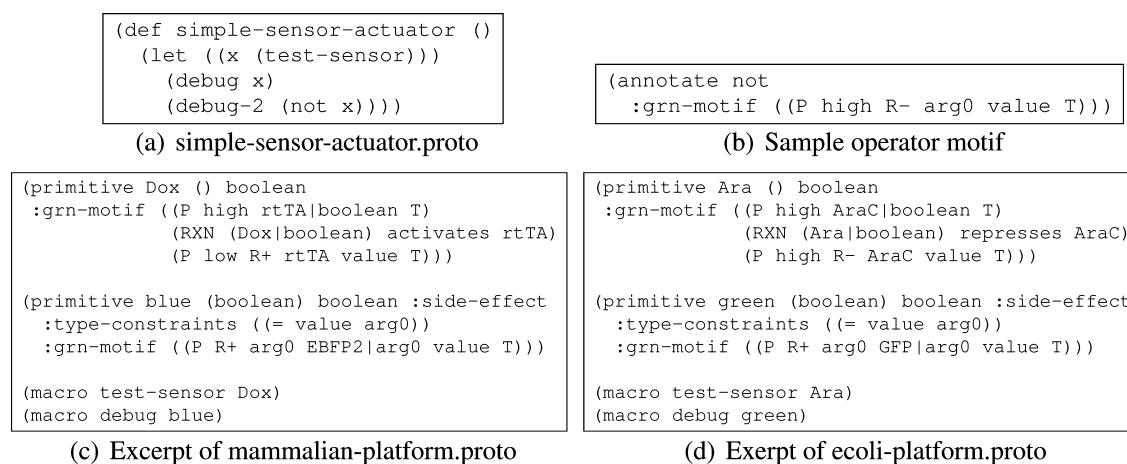 (def simple-sensor-actuator ()
(let ((x (test-sensor)))
(debug x)
(debug-2 (not x))))
(a) simple-sensor-actuator.proto
(annotate not
:grn-motif ((P high R- arg0 value T)))
(b) Sample operator motif
(primitive Dox () boolean
:grn-motif ((P high rtTA|boolean T)
(RXN (Dox|boolean) activates rtTA)
(P low R+ rtTA value T)))
(primitive blue (boolean) boolean :side-effect
:type-constraints ((= value arg0))
:grn-motif ((P R+ arg0 EBFP2|arg0 value T)))
(macro test-sensor Dox)
(macro debug blue)
(c) Excerpt of mammalian-platform.proto
(primitive Ara () boolean
:grn-motif ((P high AraC|boolean T)
(RXN (Ara|boolean) represses AraC)
(P high R- AraC value T)))
(primitive green (boolean) boolean :side-effect
:type-constraints ((= value arg0))
:grn-motif ((P R+ arg0 GFP|arg0 value T)))
(macro test-sensor Ara)
(macro debug green)
(d) Exerpt of ecoli-platform.proto